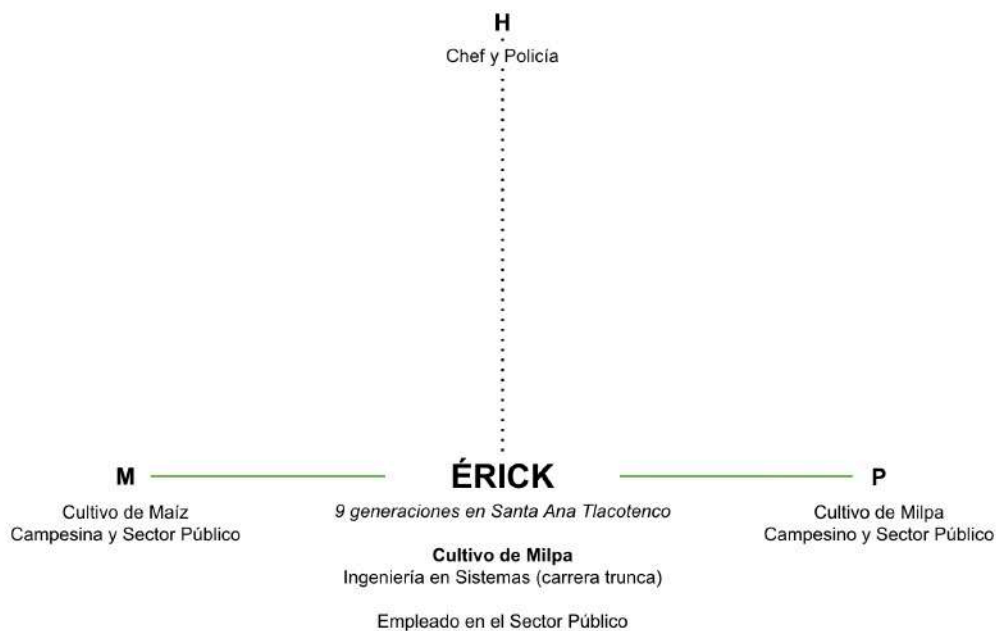 H
Chef y Policía
M
Cultivo de Maíz
Campesina y Sector Público
ÉRICK
9 generaciones en Santa Ana Tlacotenco
Cultivo de Milpa
Ingeniería en Sistemas (carrera trunca)
Empleado en el Sector Público
P
Cultivo de Milpa
Campesino y Sector Público